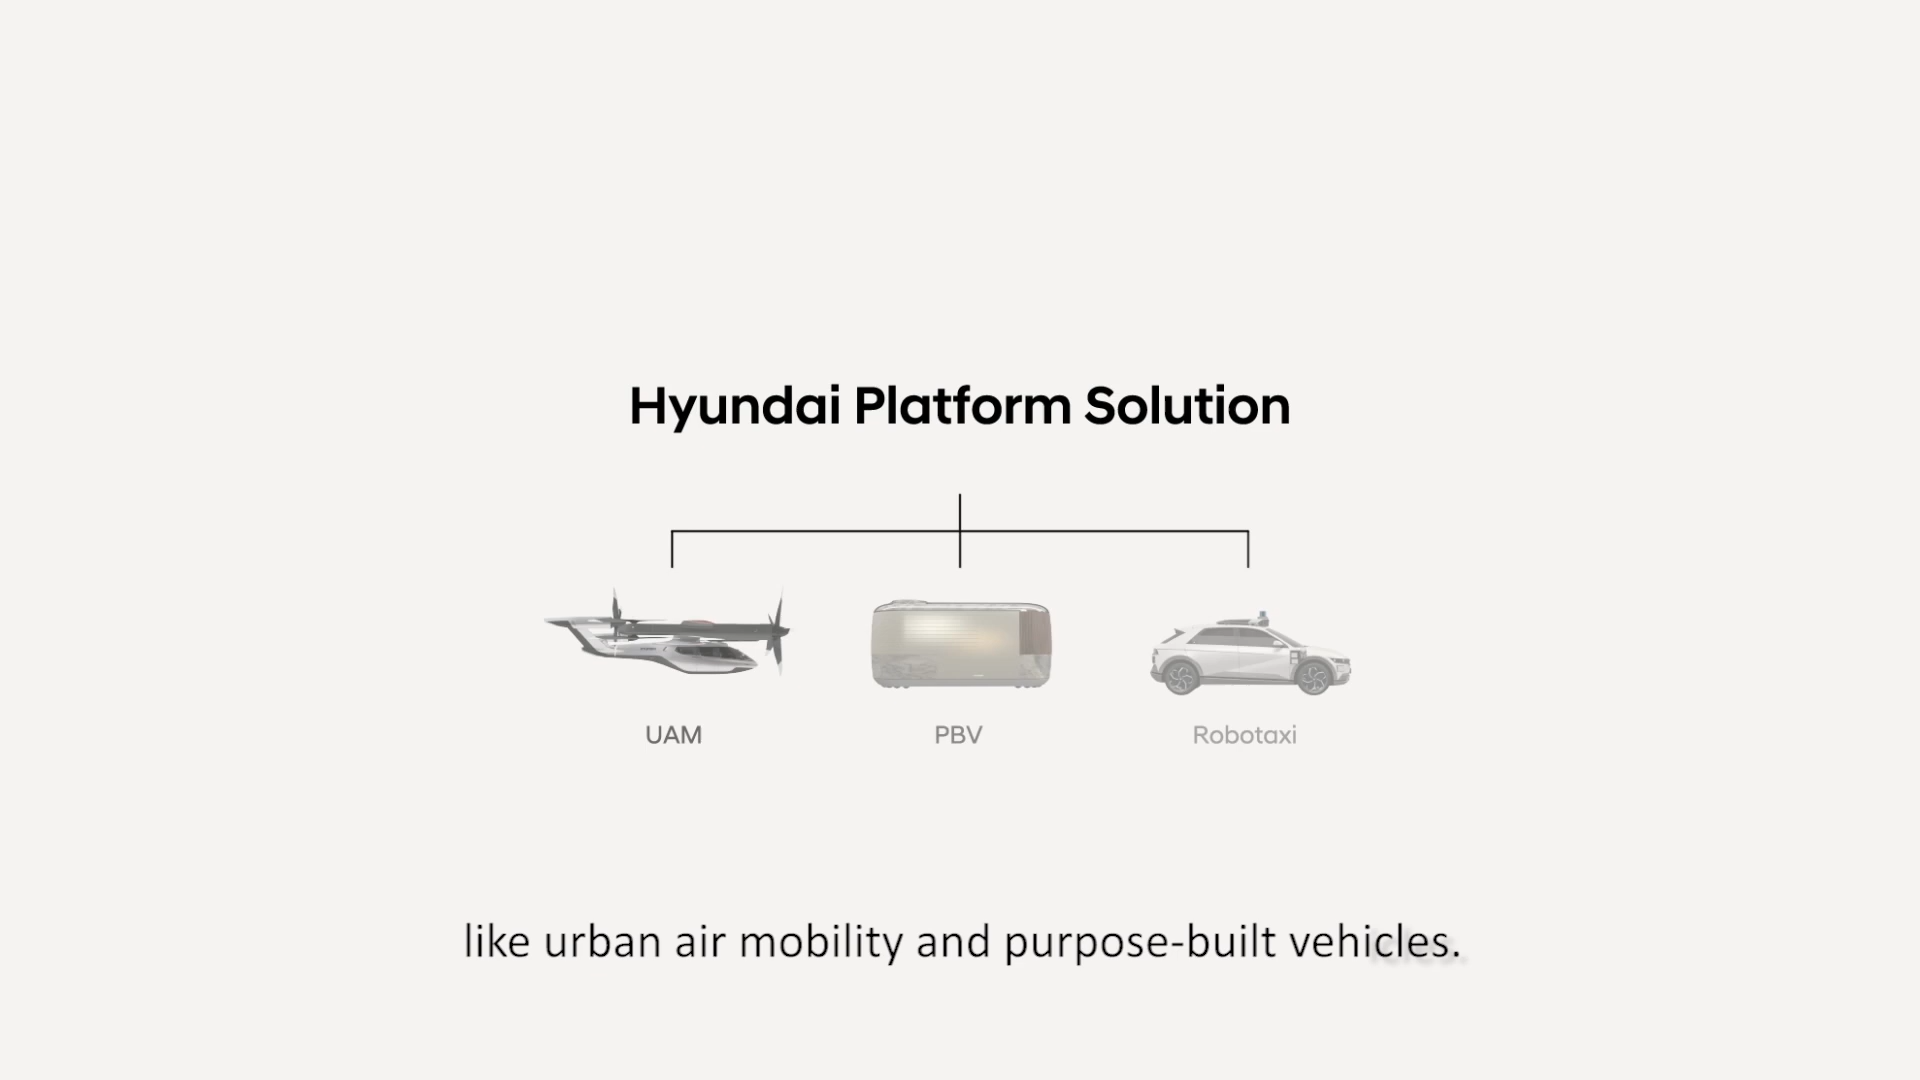 Hyundai Platform Solution
UAM
PBV
Robotaxi
like urban air mobility and purpose-built vehicles.